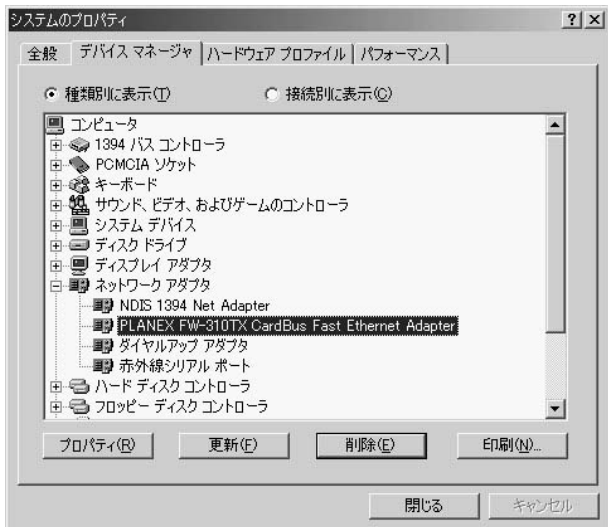 システムのプロパティ
全般 デバイス マネージャ ハードウェア プロファイル パフォーマンス
種類別に表示(T) 接続別に表示(C)
コンピュータ
1394 バス コントローラ
PCMCIA ソケット
キーボード
サウンド、ビデオ、およびゲームのコントローラ
システム デバイス
ディスク ドライブ
ディスプレイ アダプタ
ネットワーク アダプタ
NDIS 1394 Net Adapter
PLANEX FW-310TX CardBus Fast Ethernet Adapter
ダイヤルアップ アダプタ
赤外線シリアル ポート
ハード ディスク コントローラ
フロッピー ディスク コントローラ
プロパティ(R) 更新(F) 削除(E) 印刷(N)...
閉じる キャンセル